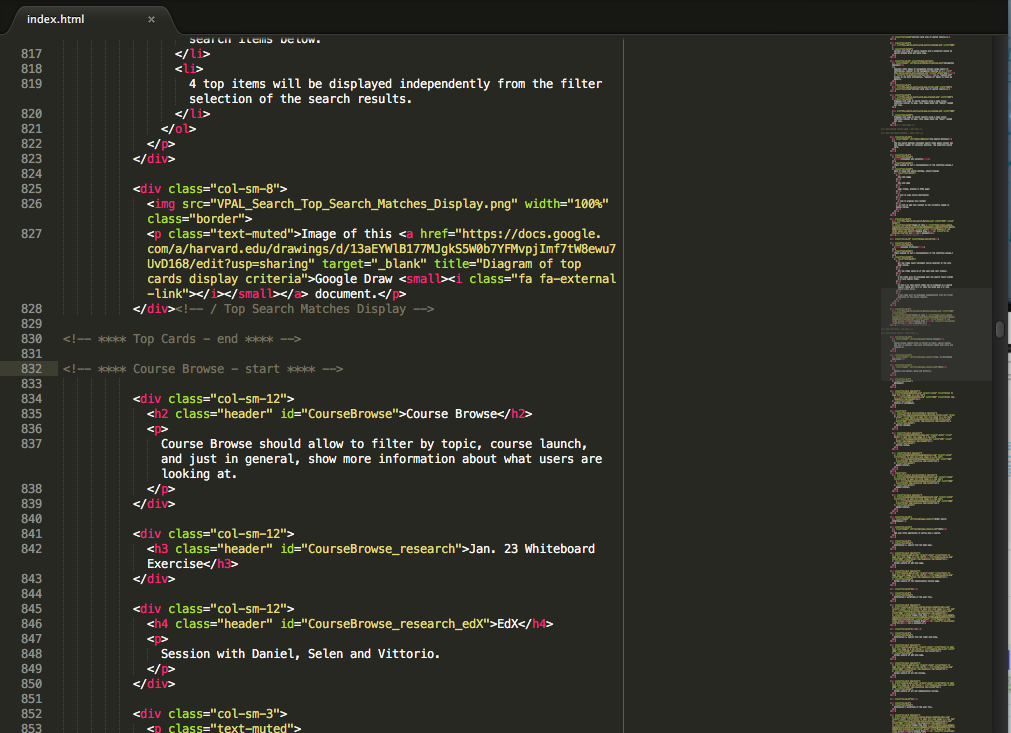 index.html ×
search items below.
817 </li>
818 <li>
819 4 top items will be displayed independently from the filter
selection of the search results.
820 </li>
821 </ol>
822 </p>
823 </div>
824
825 <div class="col-sm-8">
826 <img src="VPAL_Search_Top_Search_Matches_Display.png" width="100%"
class="border">
827 <p class="text-muted">Image of this <a href="https://docs.google.
com/a/harvard.edu/drawings/d/13aEYWlB177MJgkS5W0b7YFMvpjImf7tW8ewu7
UvD168/edit?usp=sharing" target="_blank" title="Diagram of top
cards display criteria">Google Draw <small><i class="fa fa-external
-link"></i></small></a> document.</p>
828 </div><!-- / Top Search Matches Display -->
829
830 <!-- **** Top Cards - end **** -->
831
832 <!-- **** Course Browse - start **** -->
833
834 <div class="col-sm-12">
835 <h2 class="header" id="CourseBrowse">Course Browse</h2>
836 <p>
837 Course Browse should allow to filter by topic, course launch,
and just in general, show more information about what users are
looking at.
838 </p>
839 </div>
840
841 <div class="col-sm-12">
842 <h3 class="header" id="CourseBrowse_research">Jan. 23 Whiteboard
Exercise</h3>
843 </div>
844
845 <div class="col-sm-12">
846 <h4 class="header" id="CourseBrowse_research_edX">EdX</h4>
847 <p>
848 Session with Daniel, Selen and Vittorio.
849 </p>
850 </div>
851
852 <div class="col-sm-3">
853 <p class="text-muted">